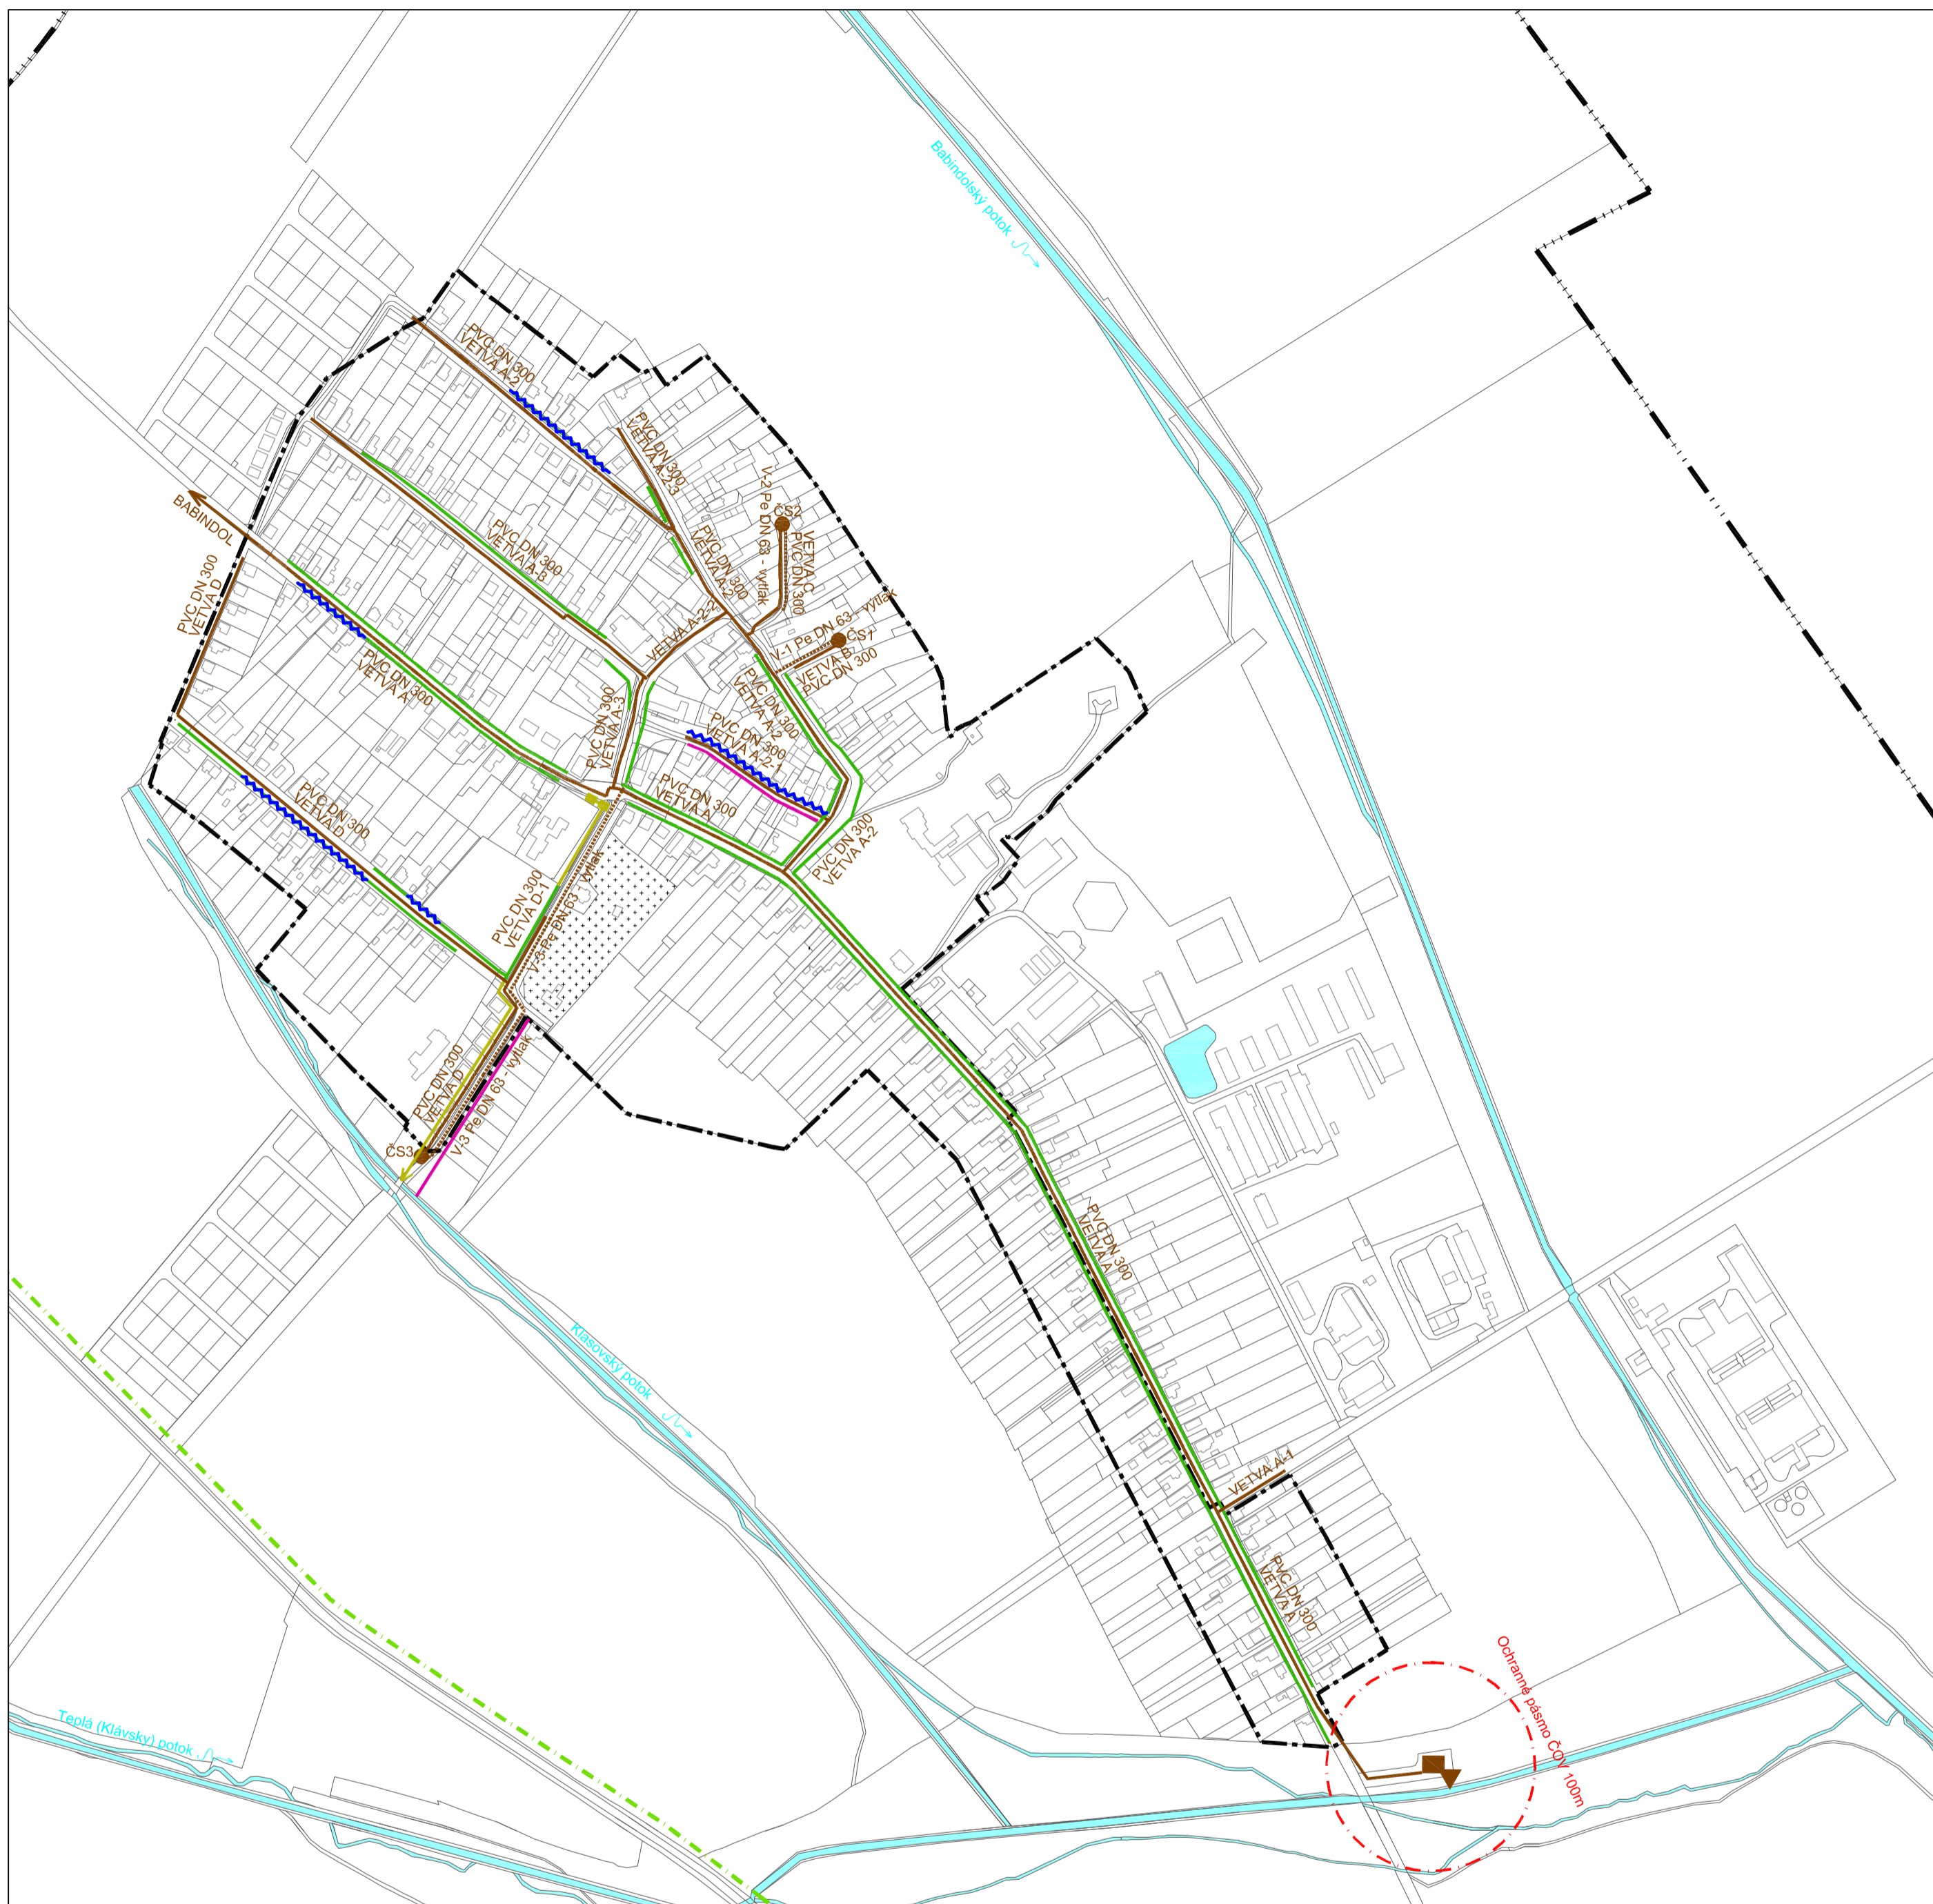 Babindolský potok
PVC DN 300
VETVA A-2
PVC DN 300
VETVA A-2-3
V-2 Pe DN 63 - výtlak
ČS2
VETVA C
PVC DN 300
BABINDOL
PVC DN 300
VETVA A-B
PVC DN 300
VETVA A-2
PVC DN 300
VETVA D
VETVA A-2-2
V-1 Pe DN 63 - výtlak
ČS1
VETVA B
PVC DN 300
PVC DN 300
VETVA A
PVC DN 300
VETVA A-2
PVC DN 300
VETVA A-3
PVC DN 300
VETVA A-2-1
PVC DN 300
VETVA D
PVC DN 300
VETVA A
PVC DN 300
VETVA A-2
PVC DN 300
VETVA D-1
V-3 Pe DN 63 - výtlak
PVC DN 300
VETVA D
V-3 Pe DN 63 - výtlak
ČS3
PVC DN 300
VETVA A
Klasovský potok
VETVA A-1
PVC DN 300
VETVA A
Ochranné pásmo ČOV 100m
Teplá (Klávsky) potok